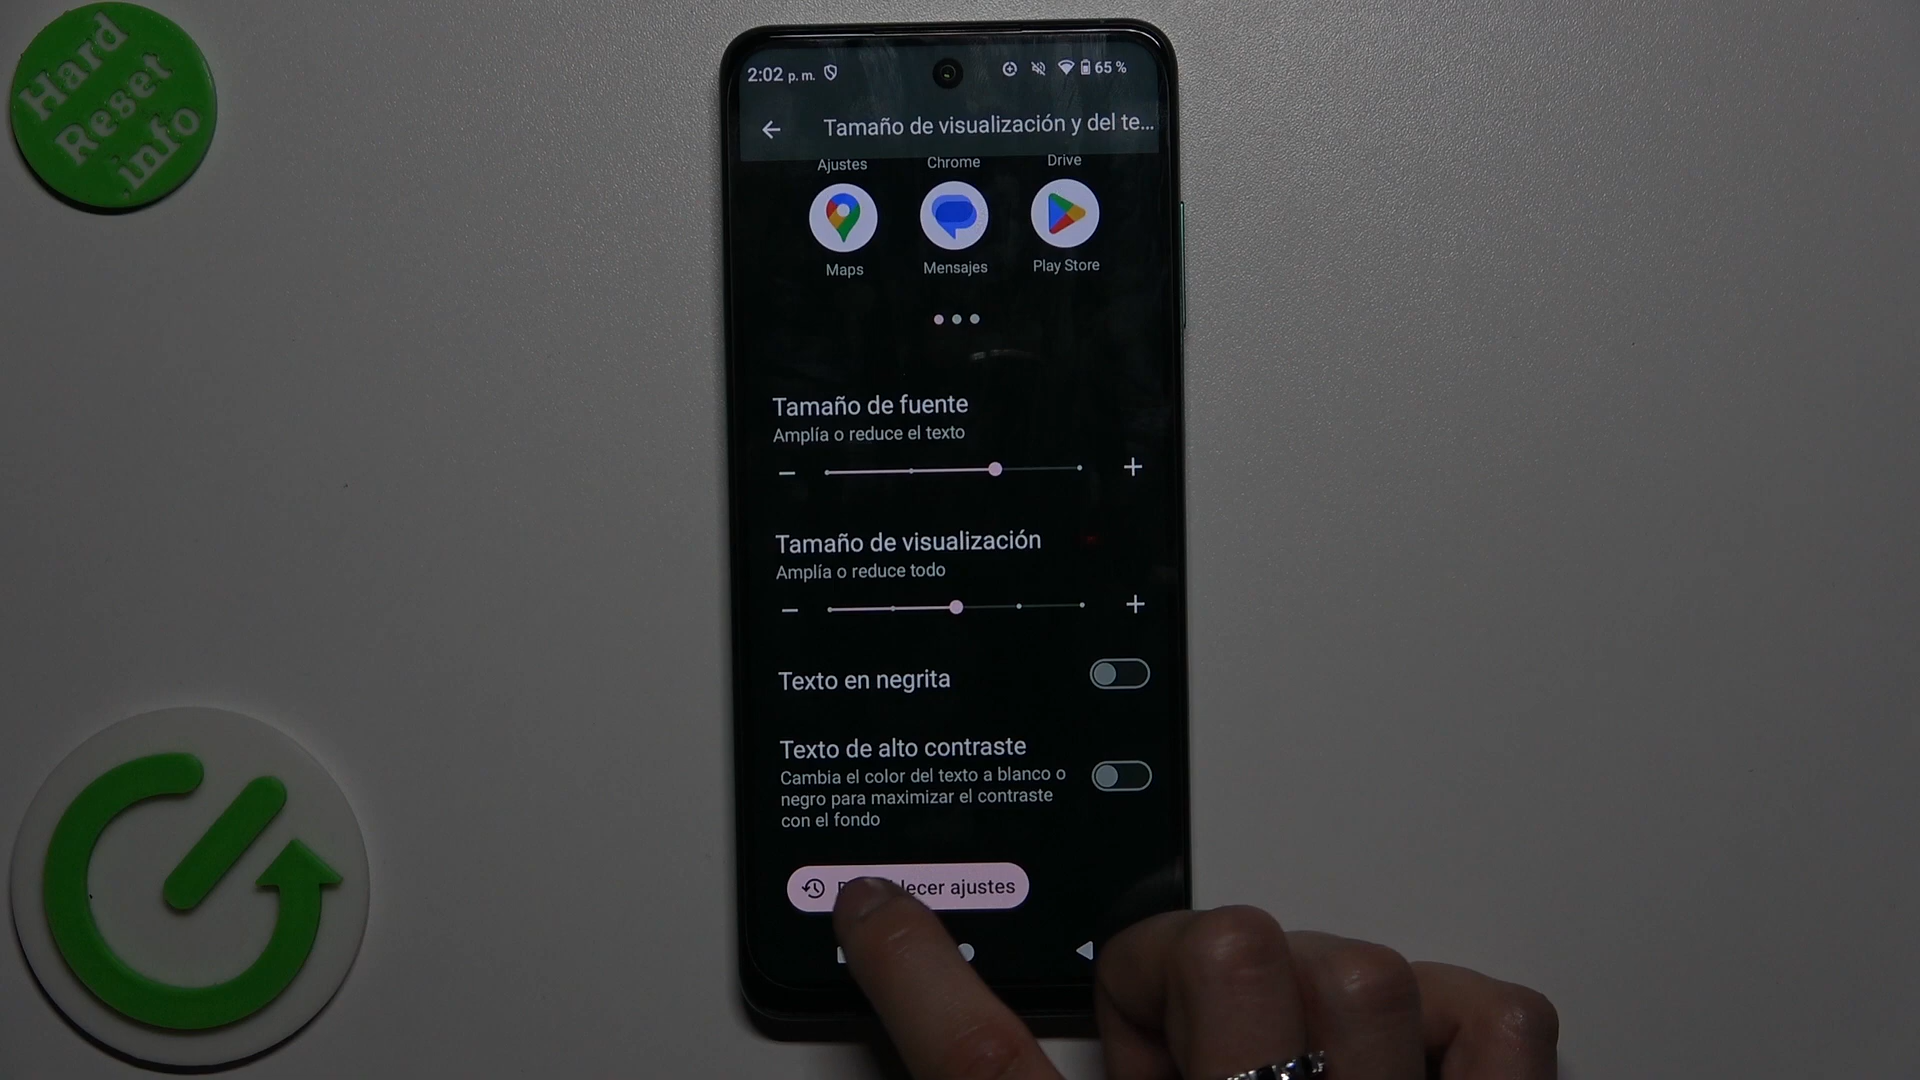 Hard
Reset
.info
2:02 p. m.
65 %
Tamaño de visualización y del te...
Ajustes
Chrome
Drive
Maps
Mensajes
Play Store
Tamaño de fuente
Amplía o reduce el texto
Tamaño de visualización
Amplía o reduce todo
Texto en negrita
Texto de alto contraste
Cambia el color del texto a blanco o
negro para maximizar el contraste
con el fondo
ajustes